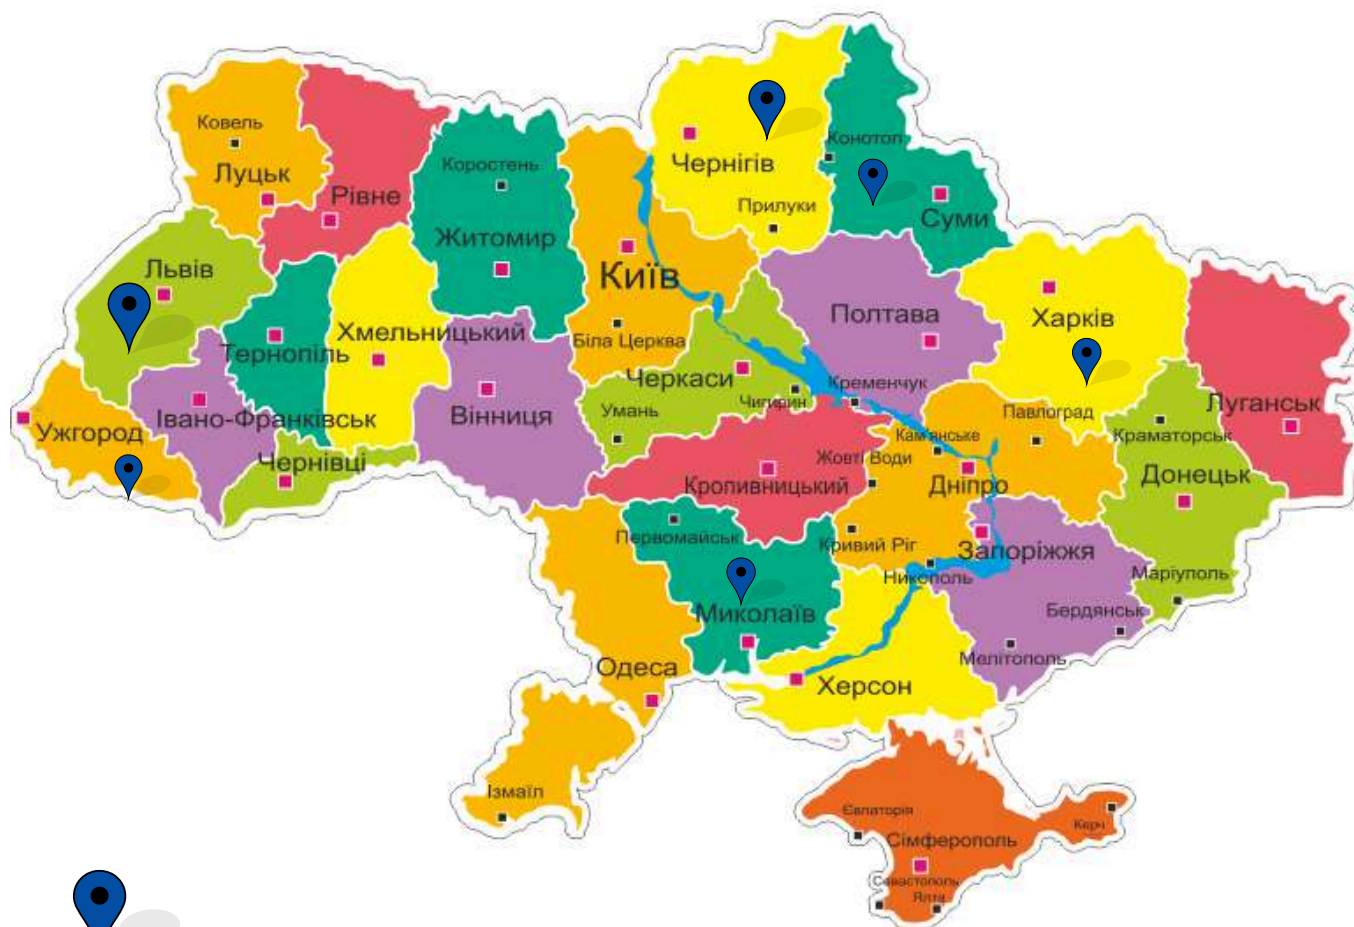 Ковель
Луцьк
Рівне
Коростень
Житомир
Київ
Біла Церква
Чернігів
Прилуки
Конотоп
Суми
Львів
Тернопіль
Хмельницький
Вінниця
Черкаси
Умань
Чигирин
Полтава
Кременчук
Харків
Луганськ
Ужгород
Івано-Франківськ
Чернівці
Кропивницький
Жовті Води
Кам'янське
Павлоград
Дніпро
Краматорськ
Донецьк
Первомайськ
Кривий Ріг
Нікополь
Запоріжжя
Маріуполь
Бердянськ
Мелітополь
Миколаїв
Одеса
Херсон
Ізмаїл
Євпаторія
Сімферополь
Керч
Севастополь
Ялта